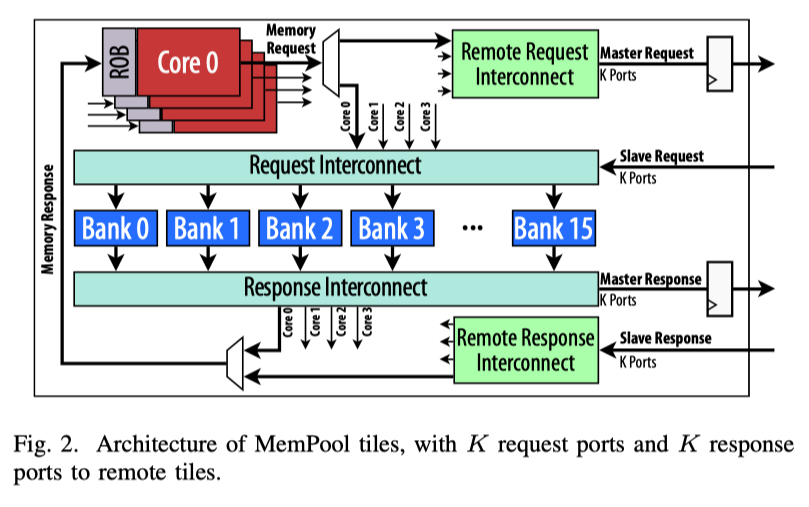 ROB
Core 0
Memory
Request
Remote Request
Interconnect
Master Request
K Ports
Core 0
Core 1
Core 2
Core 3
Memory Response
Request Interconnect
Slave Request
K Ports
Bank 0
Bank 1
Bank 2
Bank 3
...
Bank 15
Response Interconnect
Master Response
K Ports
Core 0
Core 1
Core 2
Core 3
Remote Response
Interconnect
Slave Response
K Ports
Fig. 2. Architecture of MemPool tiles, with K request ports and K response
ports to remote tiles.